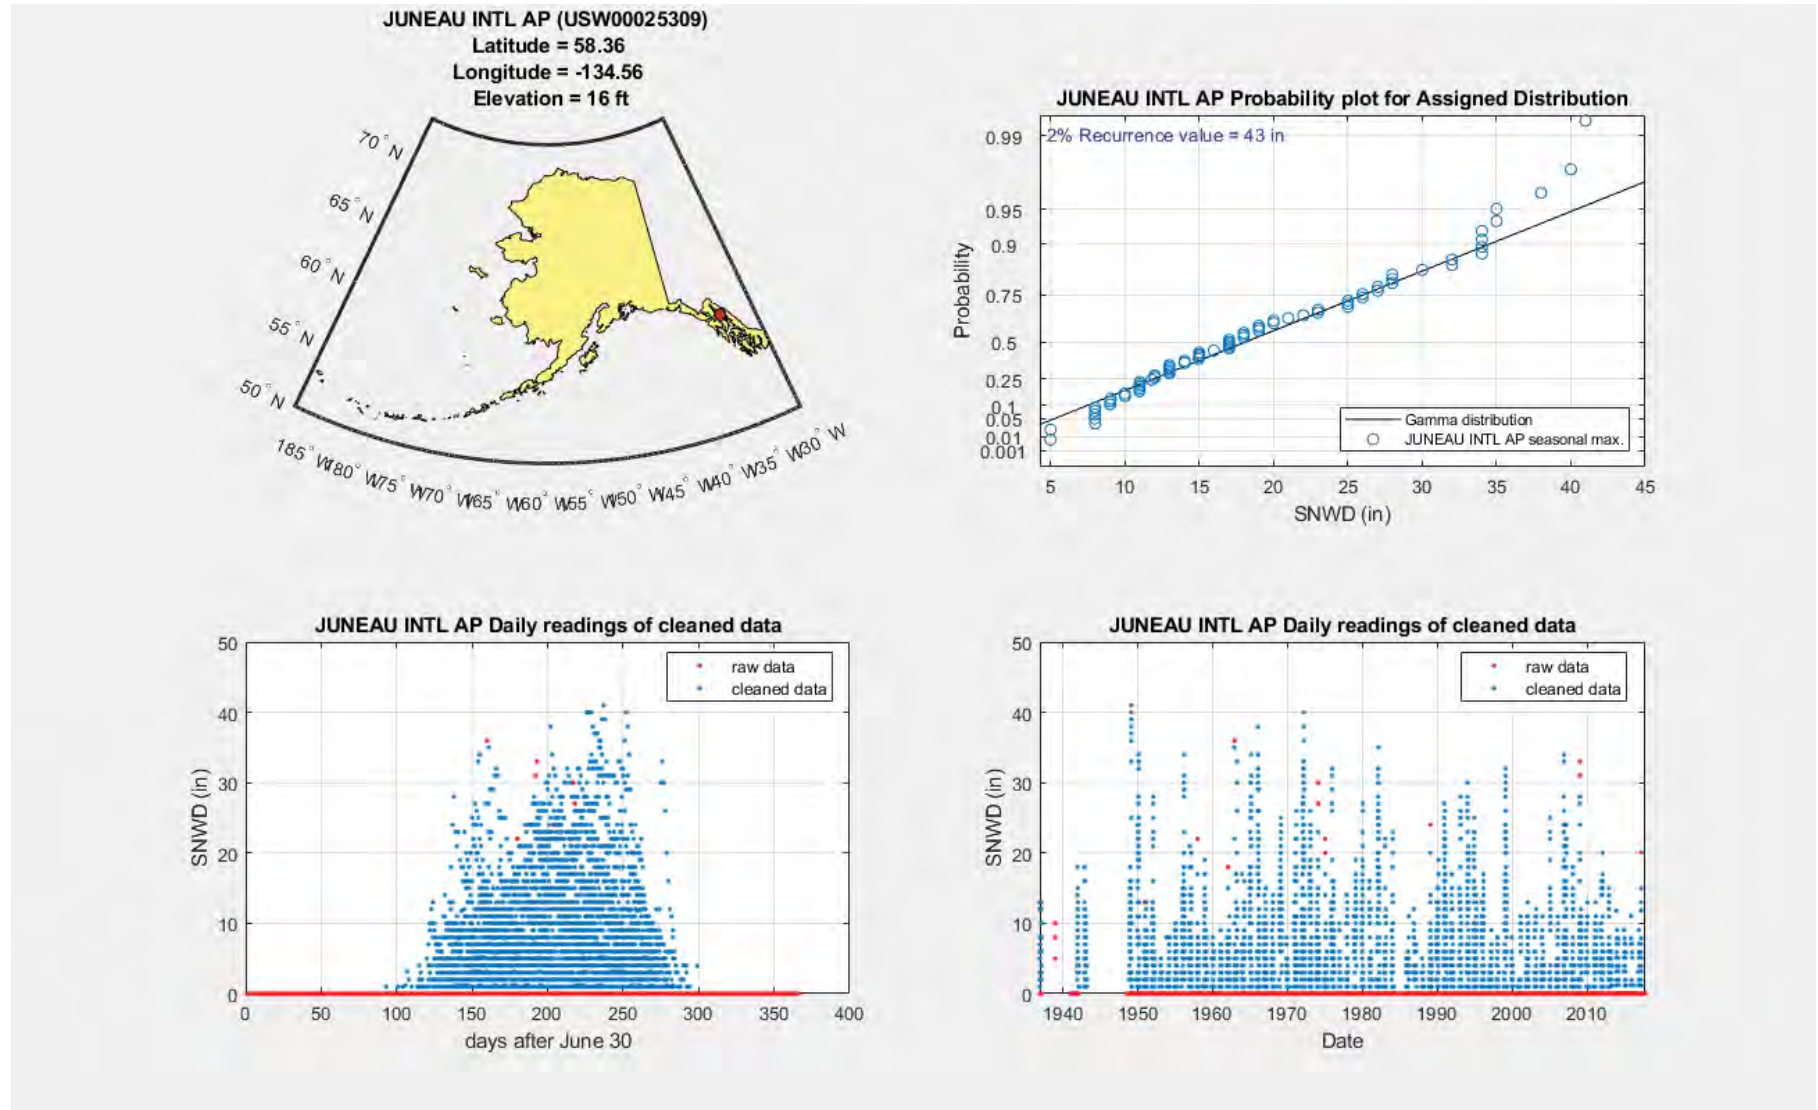 JUNEAU INTL AP (USW00025309)
Latitude = 58.36
Longitude = -134.56
Elevation = 16 ft
70° N
65° N
60° N
55° N
50° N
185° W
180° W
175° W
170° W
165° W
160° W
155° W
150° W
145° W
140° W
135° W
130° W
JUNEAU INTL AP Probability plot for Assigned Distribution
2% Recurrence value = 43 in
Probability
0.99
0.95
0.9
0.75
0.5
0.25
0.1
0.05
0.01
0.001
Gamma distribution
JUNEAU INTL AP seasonal max.
5 10 15 20 25 30 35 40 45
SNWD (in)
JUNEAU INTL AP Daily readings of cleaned data
raw data
cleaned data
SNWD (in)
50
40
30
20
10
0
0 50 100 150 200 250 300 350 400
days after June 30
JUNEAU INTL AP Daily readings of cleaned data
raw data
cleaned data
SNWD (in)
50
40
30
20
10
0
1940 1950 1960 1970 1980 1990 2000 2010
Date